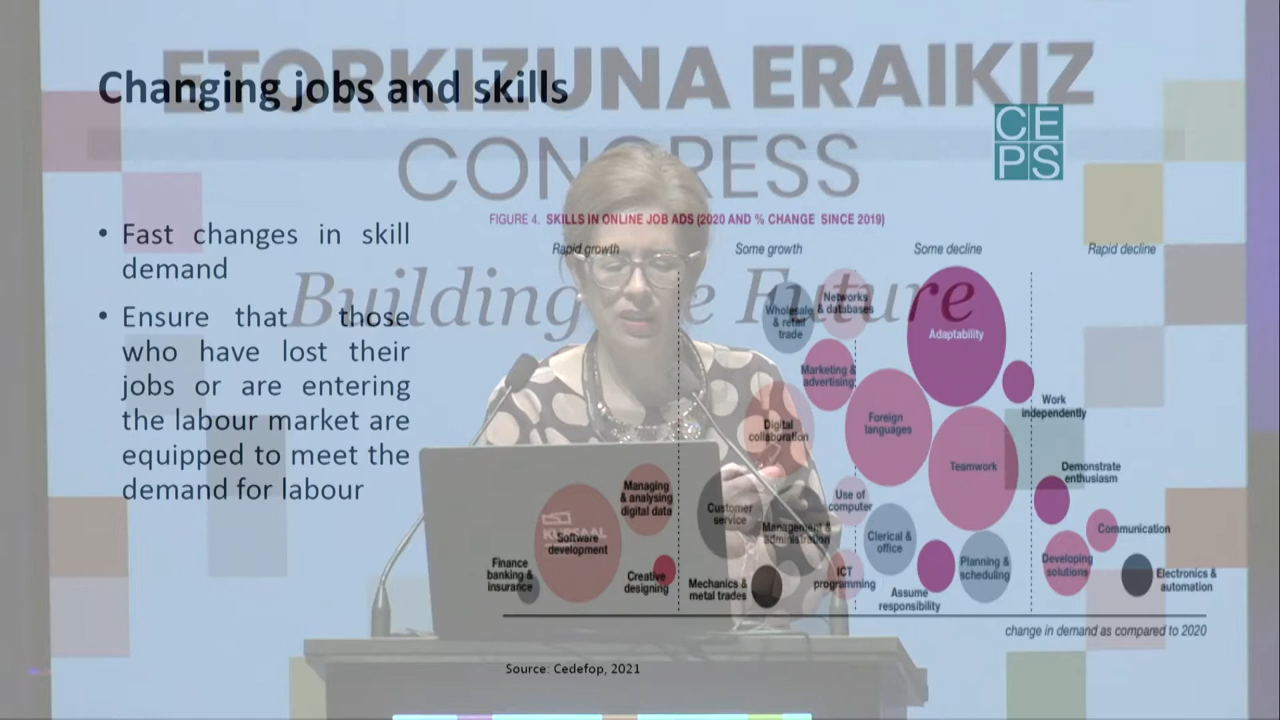 ETORKIZUNA ERAIKIZ
CONGRESS
Building the Future
Changing jobs and skills
CE
PS
• Fast changes in skill
demand
• Ensure that those
who have lost their
jobs or are entering
the labour market are
equipped to meet the
demand for labour
FIGURE 4. SKILLS IN ONLINE JOB ADS (2020 AND % CHANGE SINCE 2019)
Rapid growth
Some growth
Some decline
Rapid decline
Networks
& databases
Wholesale
& retail
trade
Adaptability
Marketing &
advertising
Work
independently
Foreign
languages
Digital
collaboration
Teamwork
Demonstrate
enthusiasm
Managing
& analysing
digital data
Use of
computer
Customer
service
Management &
administration
Communication
KURSAAL
Software
development
Clerical &
office
Finance
banking &
insurance
Creative
designing
Mechanics &
metal trades
ICT
programming
Planning &
scheduling
Developing
solutions
Electronics &
automation
Assume
responsibility
change in demand as compared to 2020
Source: Cedefop, 2021